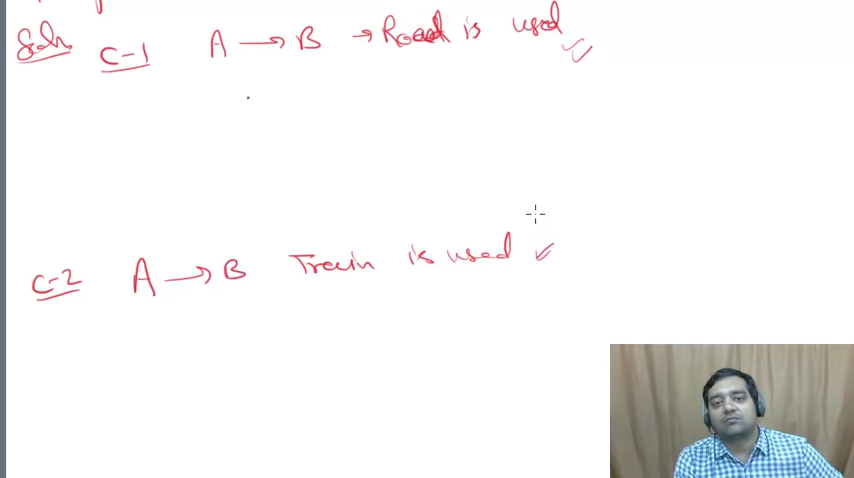 Soln C-1 A → B → Road is used
C-2 A → B Train is used